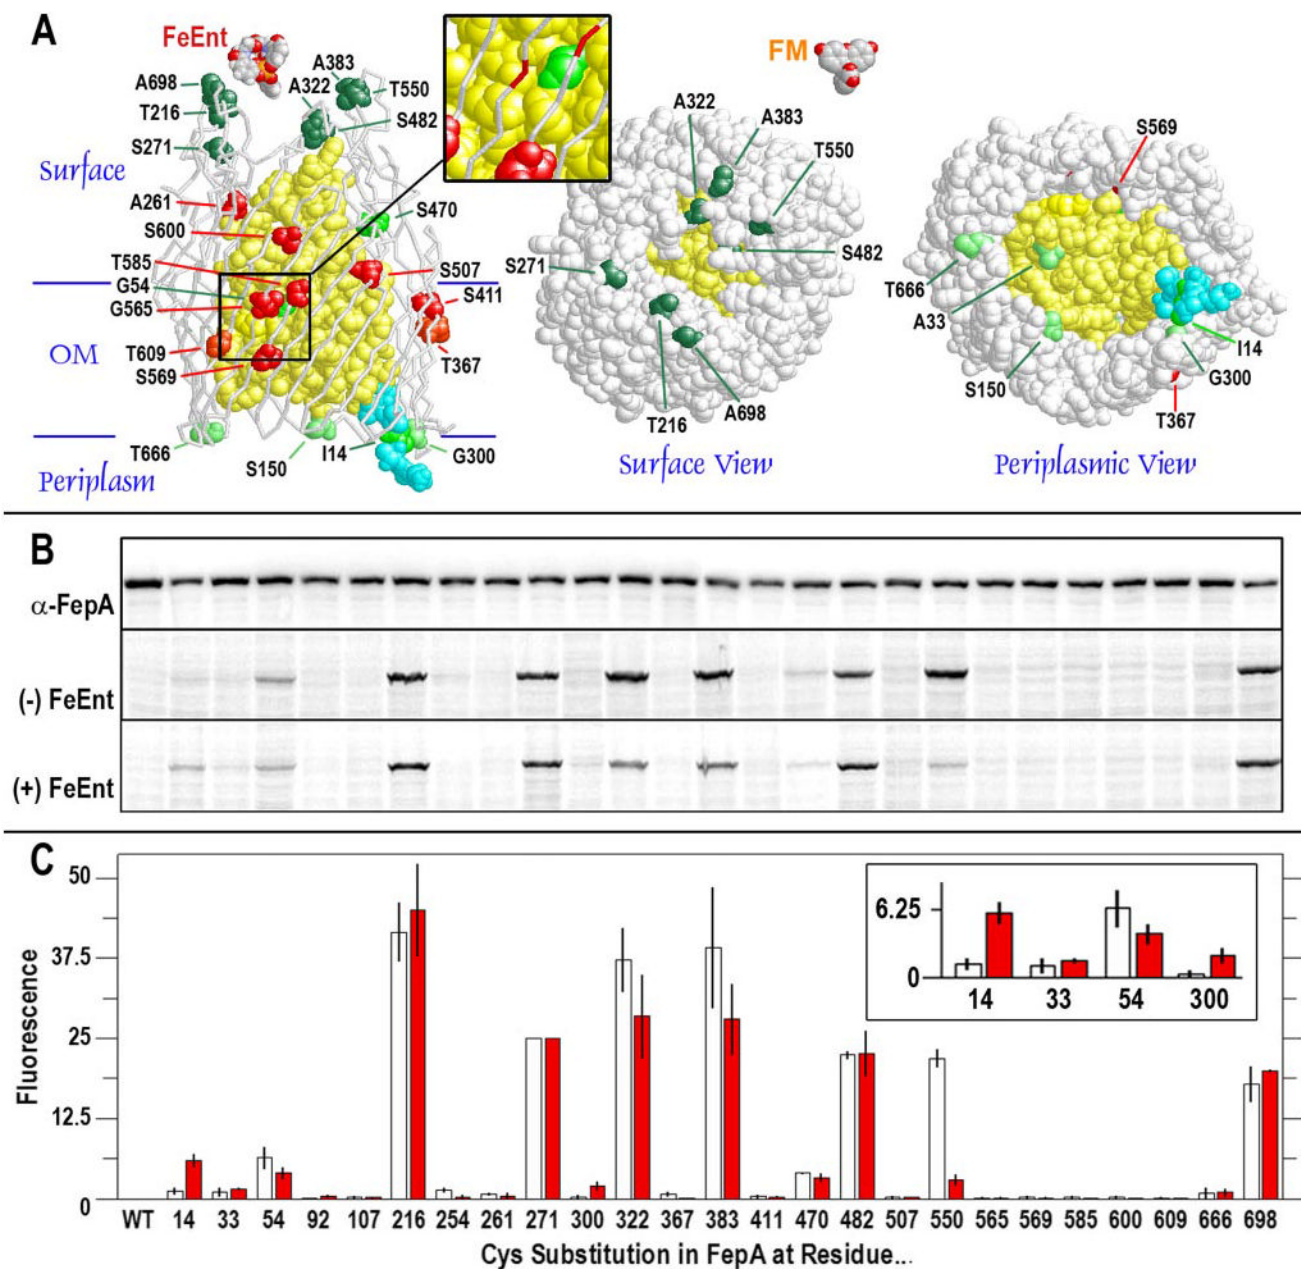 A
FeEnt
A698
T216
S271
A383
A322
T550
S482
Surface
A261
S600
S470
T585
G54
G565
S507
S411
OM
T609
S569
T367
T666
S150
I14
G300
Periplasm
FM
A322
A383
T550
S482
S271
T216
A698
Surface View
S569
T666
A33
S150
I14
G300
T367
Periplasmic View
B
α-FepA
(-) FeEnt
(+) FeEnt
C
Fluorescence
50
37.5
25
12.5
0
6.25
0
14 33 54 300
WT 14 33 54 92 107 216 254 261 271 300 322 367 383 411 470 482 507 550 565 569 585 600 609 666 698
Cys Substitution in FepA at Residue...